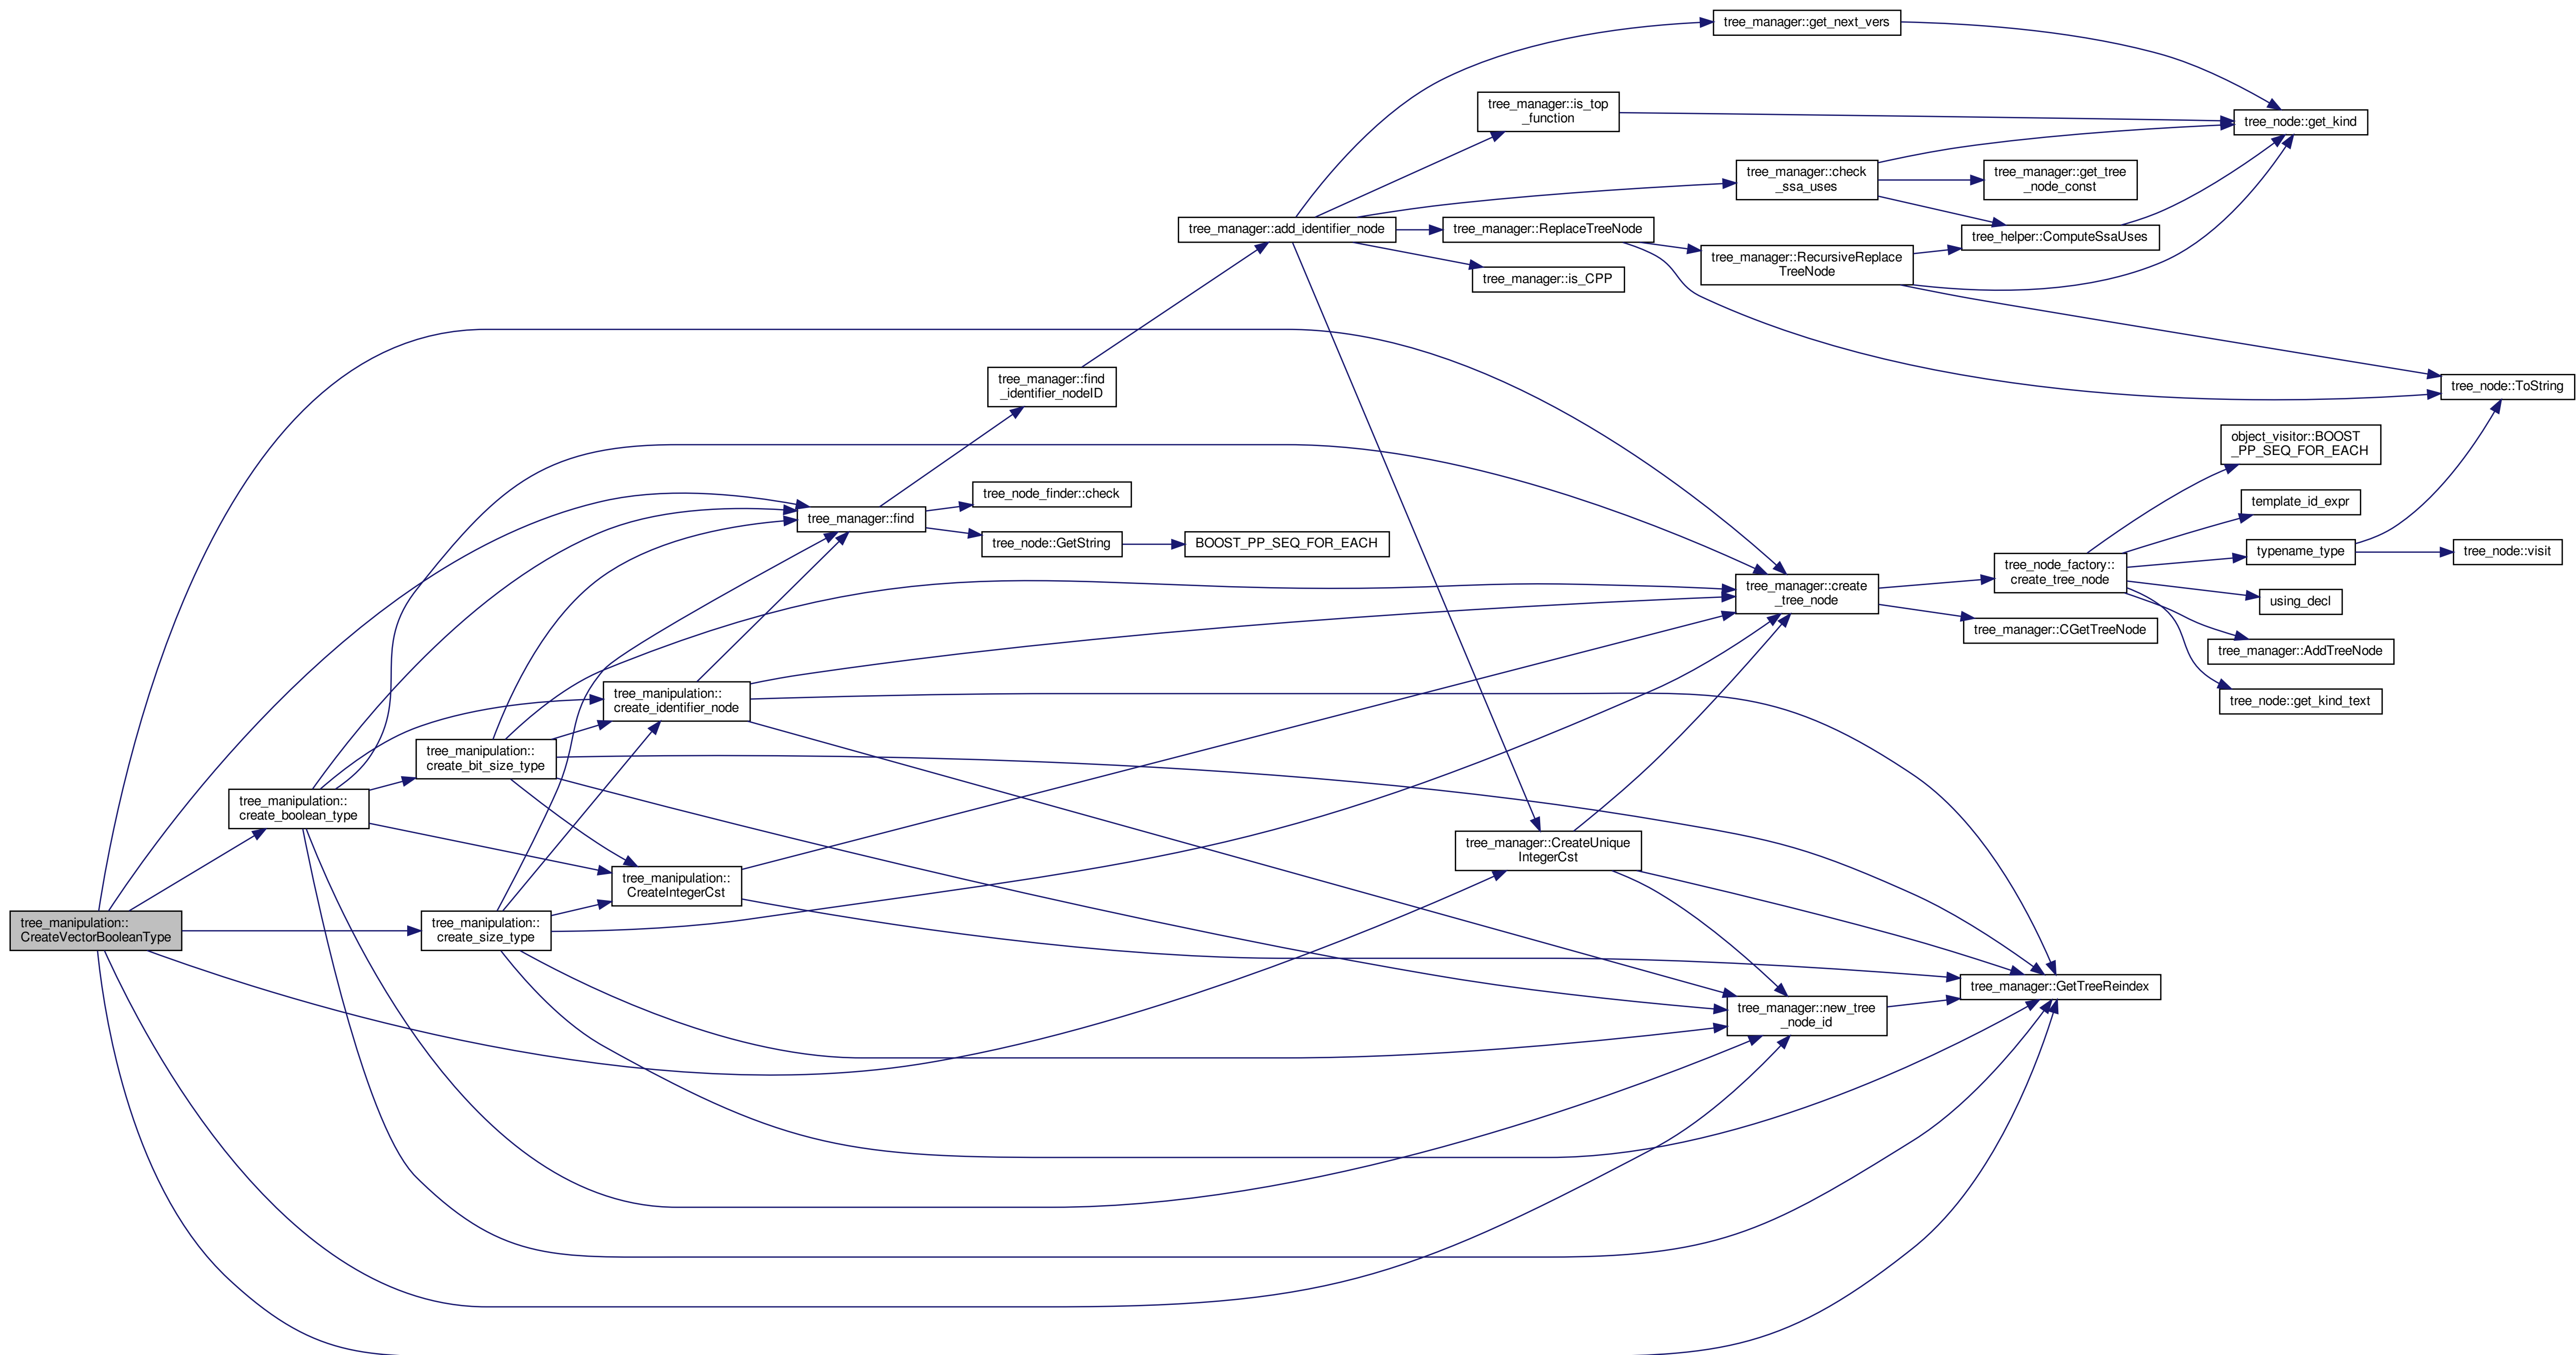 tree_manager::get_next_vers
tree_manager::is_top
_function
tree_node::get_kind
tree_manager::check
_ssa_uses
tree_manager::get_tree
_node_const
tree_manager::add_identifier_node
tree_manager::ReplaceTreeNode
tree_helper::ComputeSsaUses
tree_manager::RecursiveReplace
TreeNode
tree_manager::is_CPP
tree_manager::find
_identifier_nodeID
tree_node::ToString
object_visitor::BOOST
_PP_SEQ_FOR_EACH
tree_node_finder::check
template_id_expr
tree_manager::find
tree_node::GetString
BOOST_PP_SEQ_FOR_EACH
typename_type
tree_node::visit
tree_manager::create
_tree_node
tree_node_factory::
create_tree_node
using_decl
tree_manager::CGetTreeNode
tree_manager::AddTreeNode
tree_manipulation::
create_identifier_node
tree_node::get_kind_text
tree_manipulation::
create_bit_size_type
tree_manipulation::
create_boolean_type
tree_manager::CreateUnique
IntegerCst
tree_manipulation::
CreateIntegerCst
tree_manipulation::
CreateVectorBooleanType
tree_manipulation::
create_size_type
tree_manager::GetTreeReindex
tree_manager::new_tree
_node_id